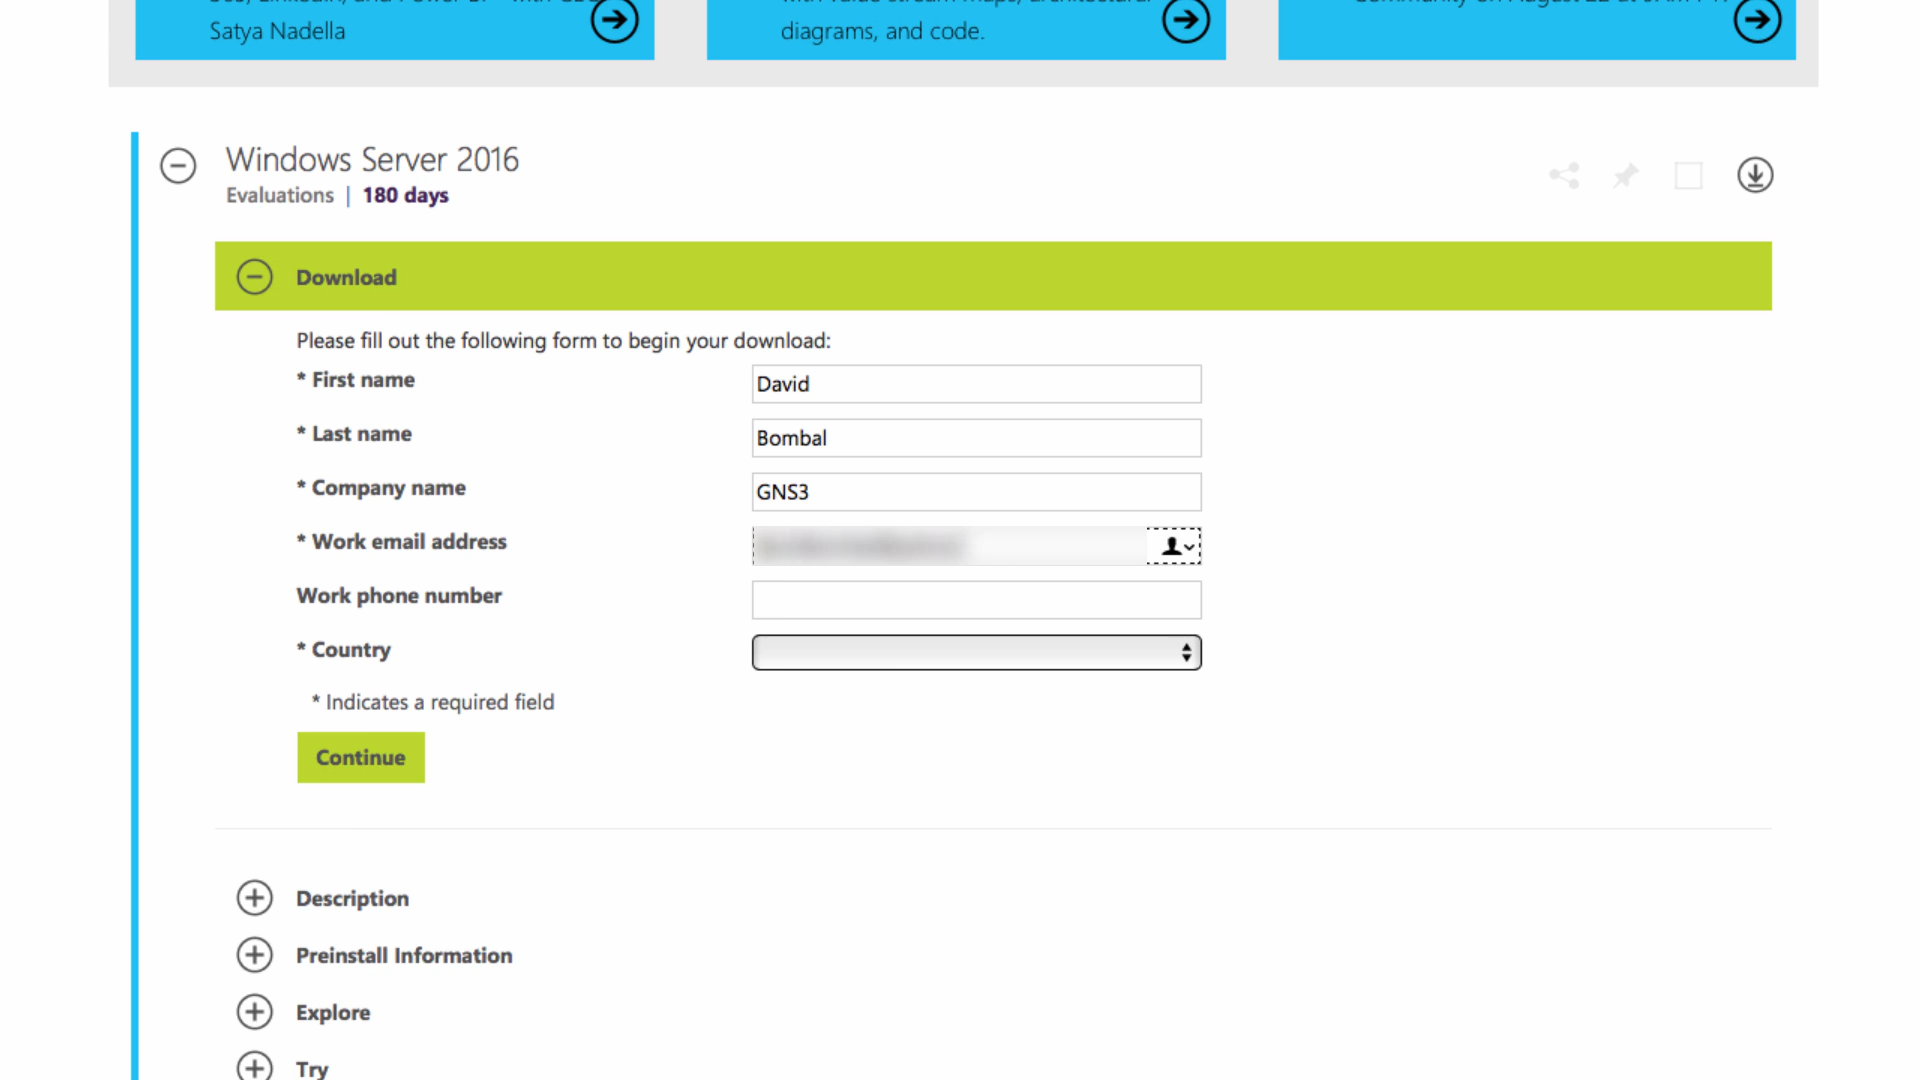 Satya Nadella
diagrams, and code.
Windows Server 2016
Evaluations | 180 days
Download
Please fill out the following form to begin your download:
* First name
David
* Last name
Bombal
* Company name
GNS3
* Work email address
Work phone number
* Country
* Indicates a required field
Continue
Description
Preinstall Information
Explore
Try